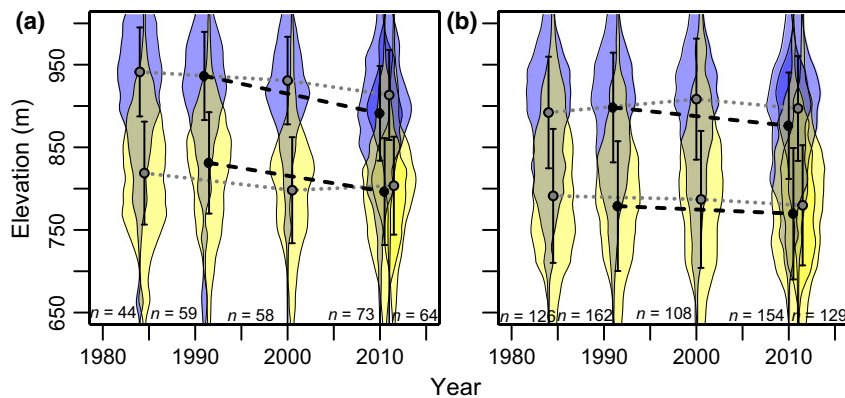 (a)
(b)
Elevation (m)
950
850
750
650
n = 44
n = 59
n = 58
n = 73
n = 64
n = 126
n = 162
n = 108
n = 154
n = 129
1980
1990
2000
2010
1980
1990
2000
2010
Year